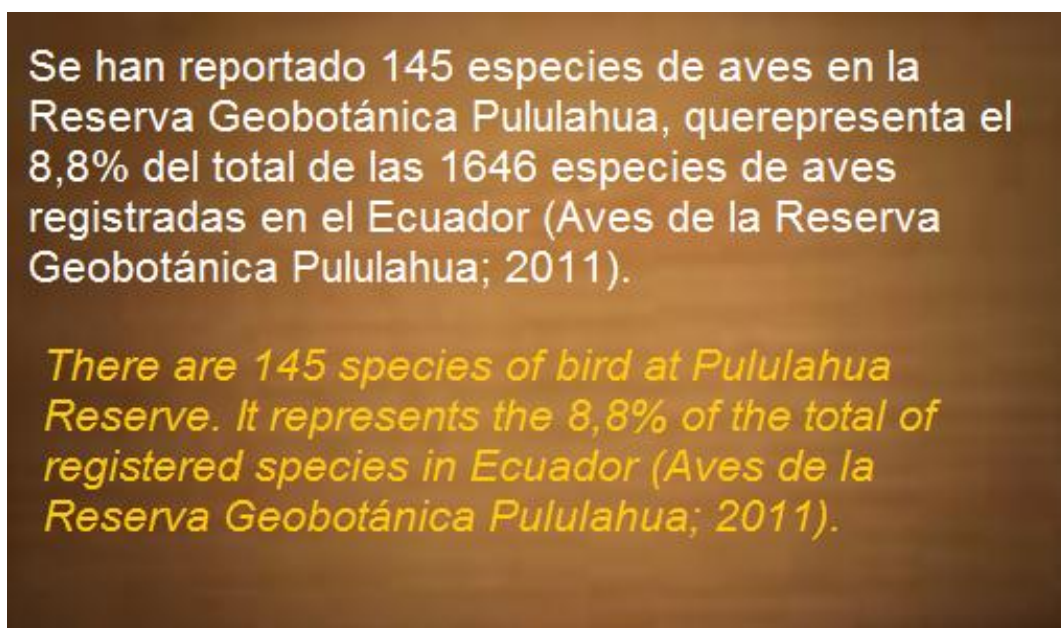 Se han reportado 145 especies de aves en la
Reserva Geobotánica Pululahua, querepresenta el
8,8% del total de las 1646 especies de aves
registradas en el Ecuador (Aves de la Reserva
Geobotánica Pululahua; 2011).
There are 145 species of bird at Pululahua
Reserve. It represents the 8,8% of the total of
registered species in Ecuador (Aves de la
Reserva Geobotánica Pululahua; 2011).